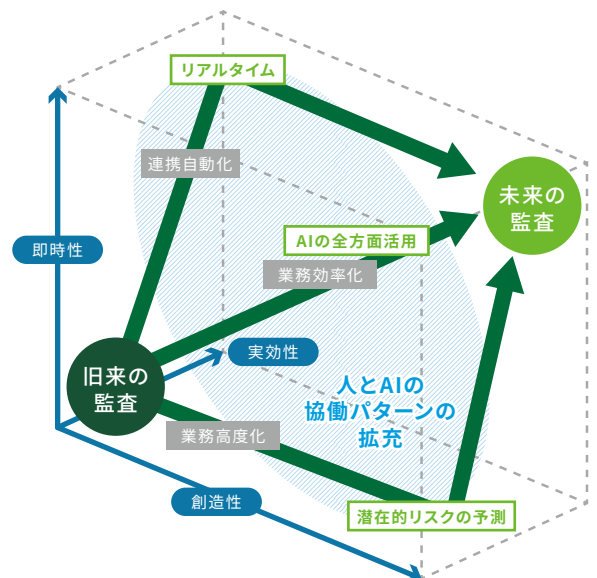 リアルタイム
連携自動化
未来の
監査
AIの全方面活用
即時性
業務効率化
実効性
旧来の
監査
人とAIの
協働パターンの
拡充
業務高度化
創造性
潜在的リスクの予測